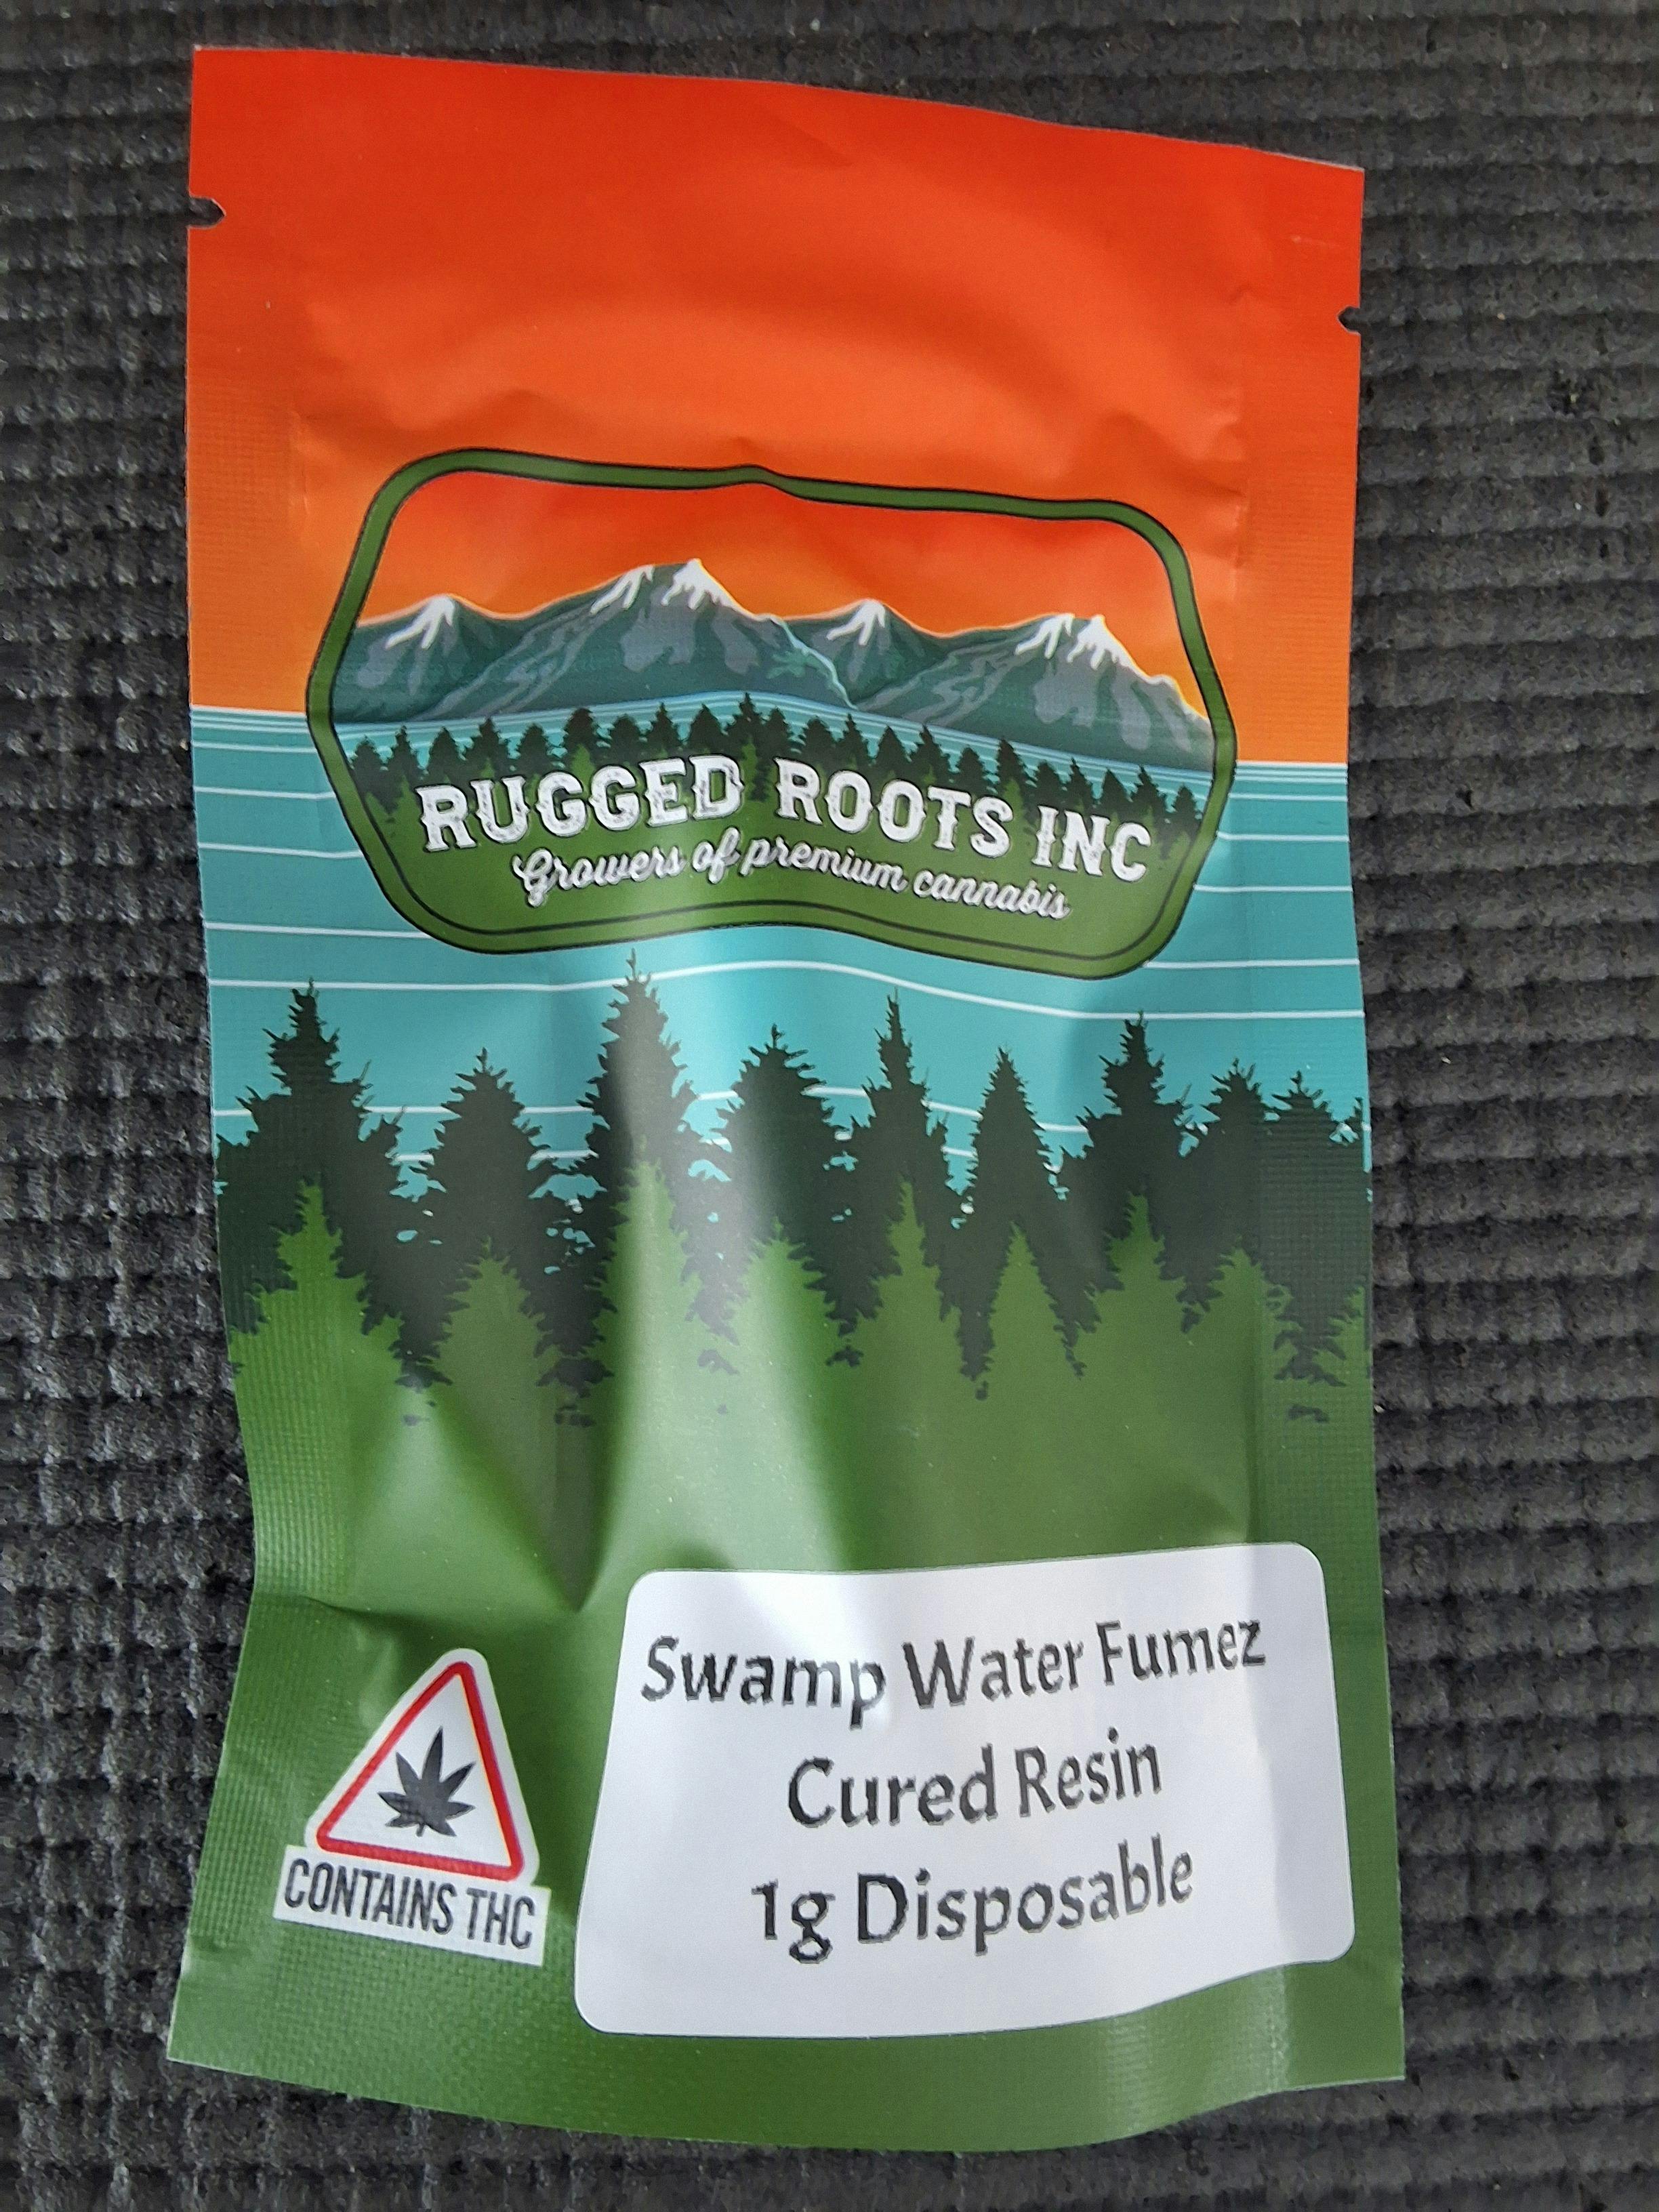 RUGGED ROOTS INC
Growers of premium cannabis
Swamp Water Fumez
Cured Resin
1g Disposable
CONTAINS THC